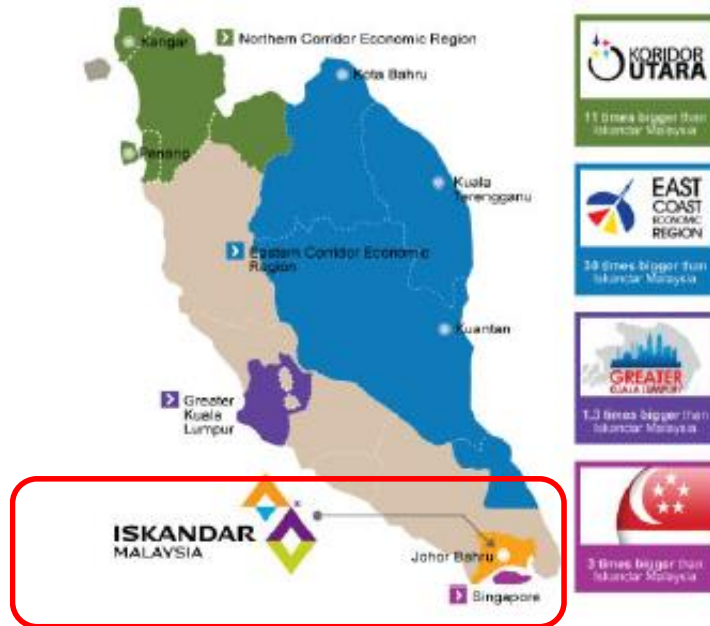 Kangar
Northern Corridor Economic Region
Kota Bahru
Penang
Kuala
Terengganu
Eastern Corridor Economic
Region
Kuantan
Greater
Kuala
Lumpur
ISKANDAR
MALAYSIA
Johor Bahru
Singapore
KORIDOR
UTARA
11 times bigger than
Iskandar Malaysia
EAST
COAST
ECONOMIC
REGION
times bigger than
Iskandar Malaysia
GREATER
KUALA LUMPUR
1.3 times bigger than
Iskandar Malaysia
3 times bigger than
Iskandar Malaysia